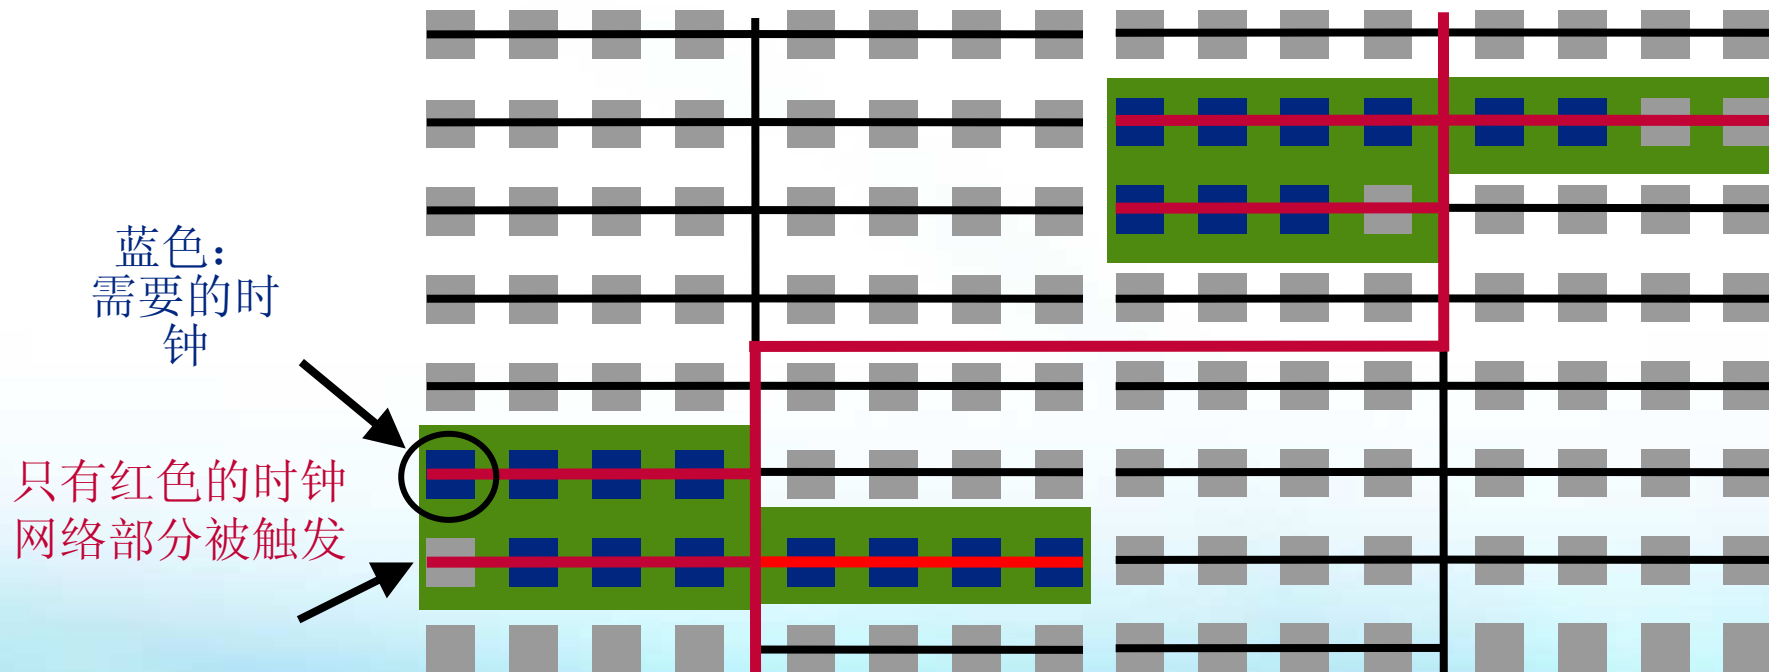 蓝色：
需要的时
钟
只有红色的时钟
网络部分被触发